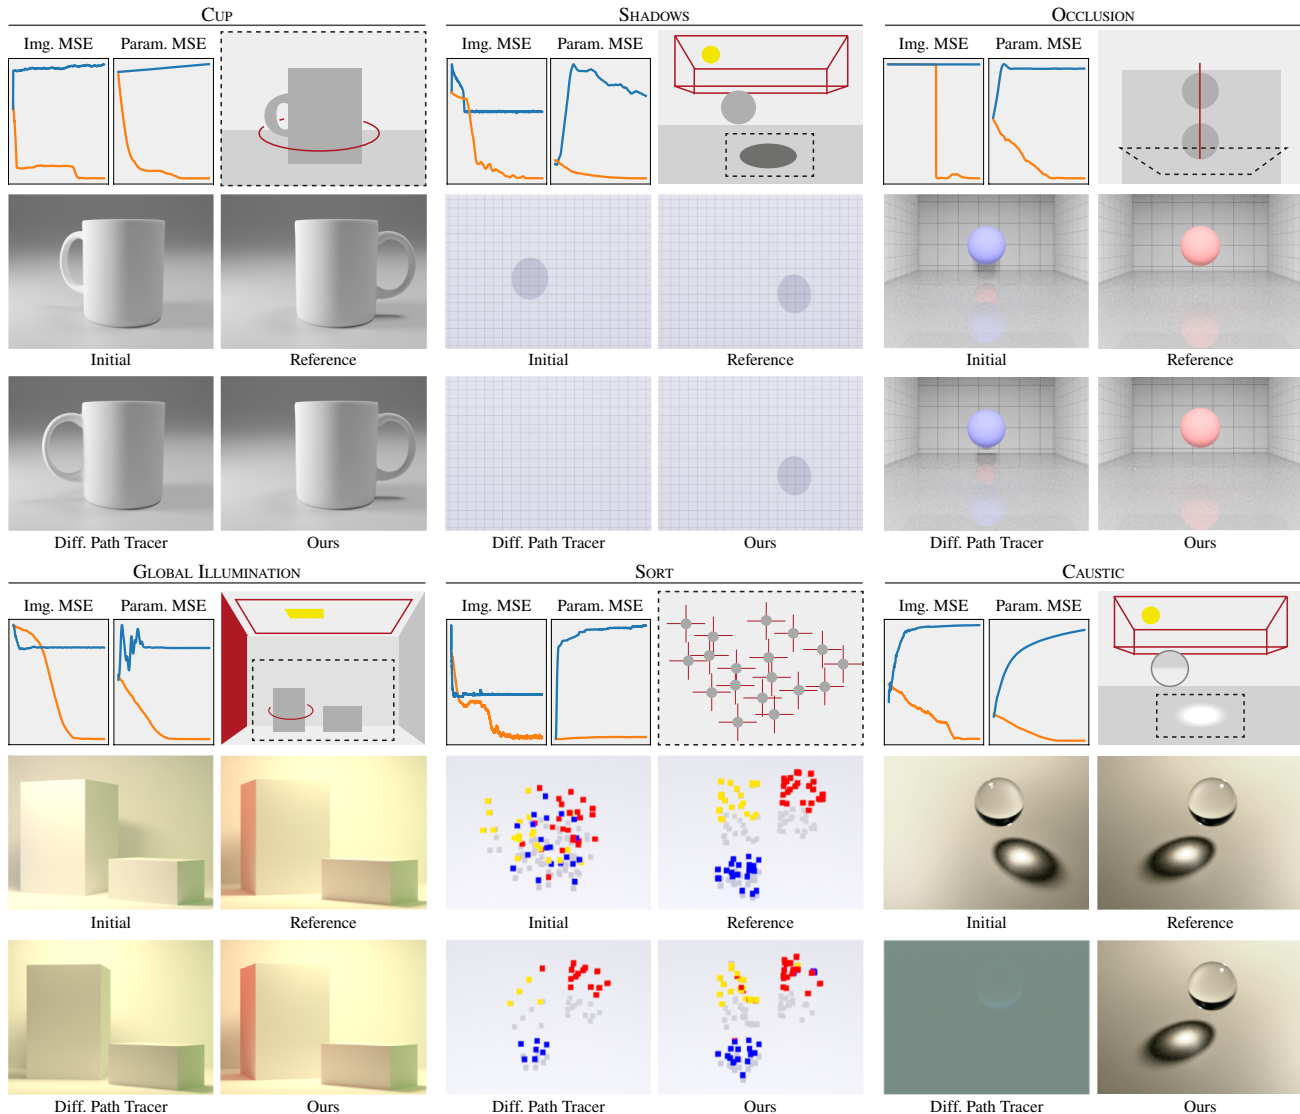 CUP
Img. MSE Param. MSE
Initial Reference
Diff. Path Tracer Ours
SHADOWS
Img. MSE Param. MSE
Initial Reference
Diff. Path Tracer Ours
OCCLUSION
Img. MSE Param. MSE
Initial Reference
Diff. Path Tracer Ours
GLOBAL ILLUMINATION
Img. MSE Param. MSE
Initial Reference
Diff. Path Tracer Ours
SORT
Img. MSE Param. MSE
Initial Reference
Diff. Path Tracer Ours
CAUSTIC
Img. MSE Param. MSE
Initial Reference
Diff. Path Tracer Ours